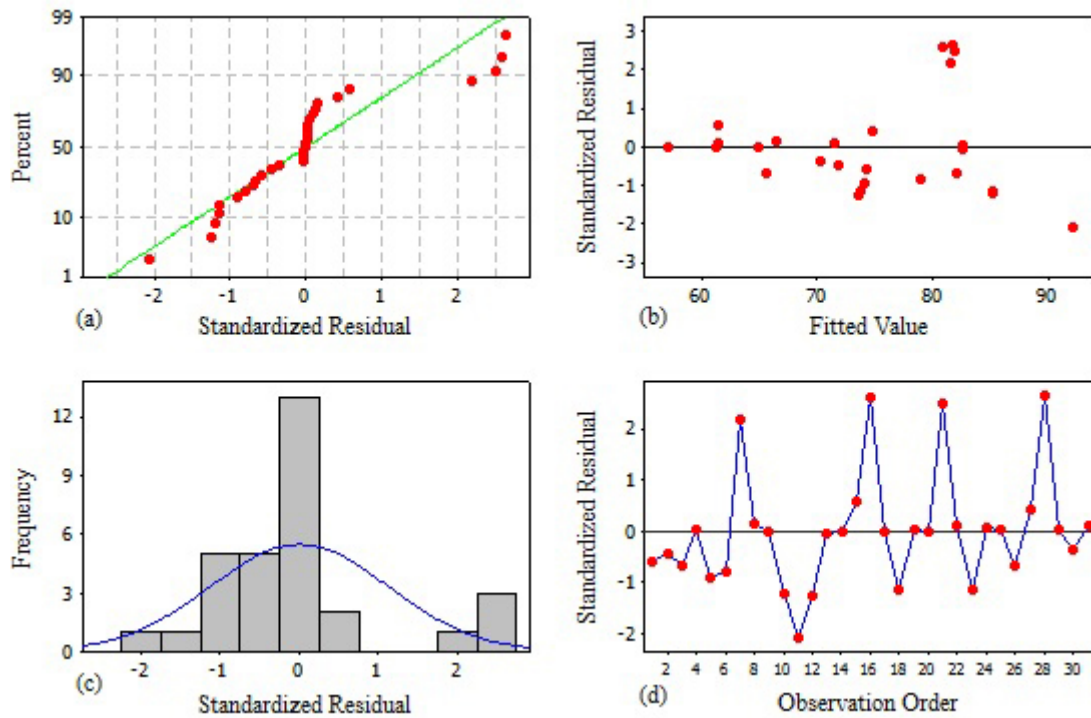 99
90
50
10
1
Percent
-2 -1 0 1 2
(a)
Standardized Residual
3
2
1
0
-1
-2
-3
Standardized Residual
60 70 80 90
(b)
Fitted Value
12
9
6
3
0
Frequency
-2 -1 0 1 2
(c)
Standardized Residual
2
1
0
-1
-2
Standardized Residual
2 4 6 8 10 12 14 16 18 20 22 24 26 28 30
(d)
Observation Order